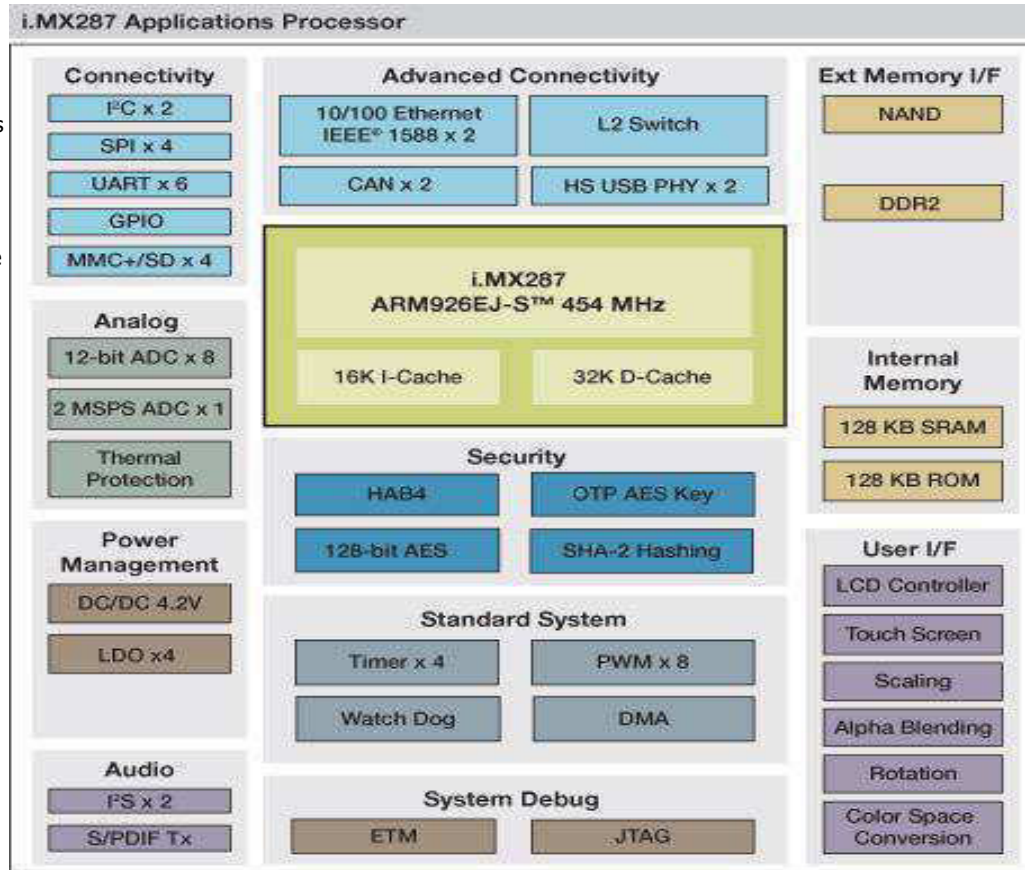 i.MX287 Applications Processor
Connectivity
I²C x 2
SPI x 4
UART x 6
GPIO
MMC+/SD x 4
Analog
12-bit ADC x 8
2 MSPS ADC x 1
Thermal
Protection
Power
Management
DC/DC 4.2V
LDO x4
Audio
I²S x 2
S/PDIF Tx
Advanced Connectivity
10/100 Ethernet
IEEE® 1588 x 2
L2 Switch
CAN x 2
HS USB PHY x 2
i.MX287
ARM926EJ-S™ 454 MHz
16K I-Cache
32K D-Cache
Security
HAB4
OTP AES Key
128-bit AES
SHA-2 Hashing
Standard System
Timer x 4
PWM x 8
Watch Dog
DMA
System Debug
ETM
JTAG
Ext Memory I/F
NAND
DDR2
Internal
Memory
128 KB SRAM
128 KB ROM
User I/F
LCD Controller
Touch Screen
Scaling
Alpha Blending
Rotation
Color Space
Conversion